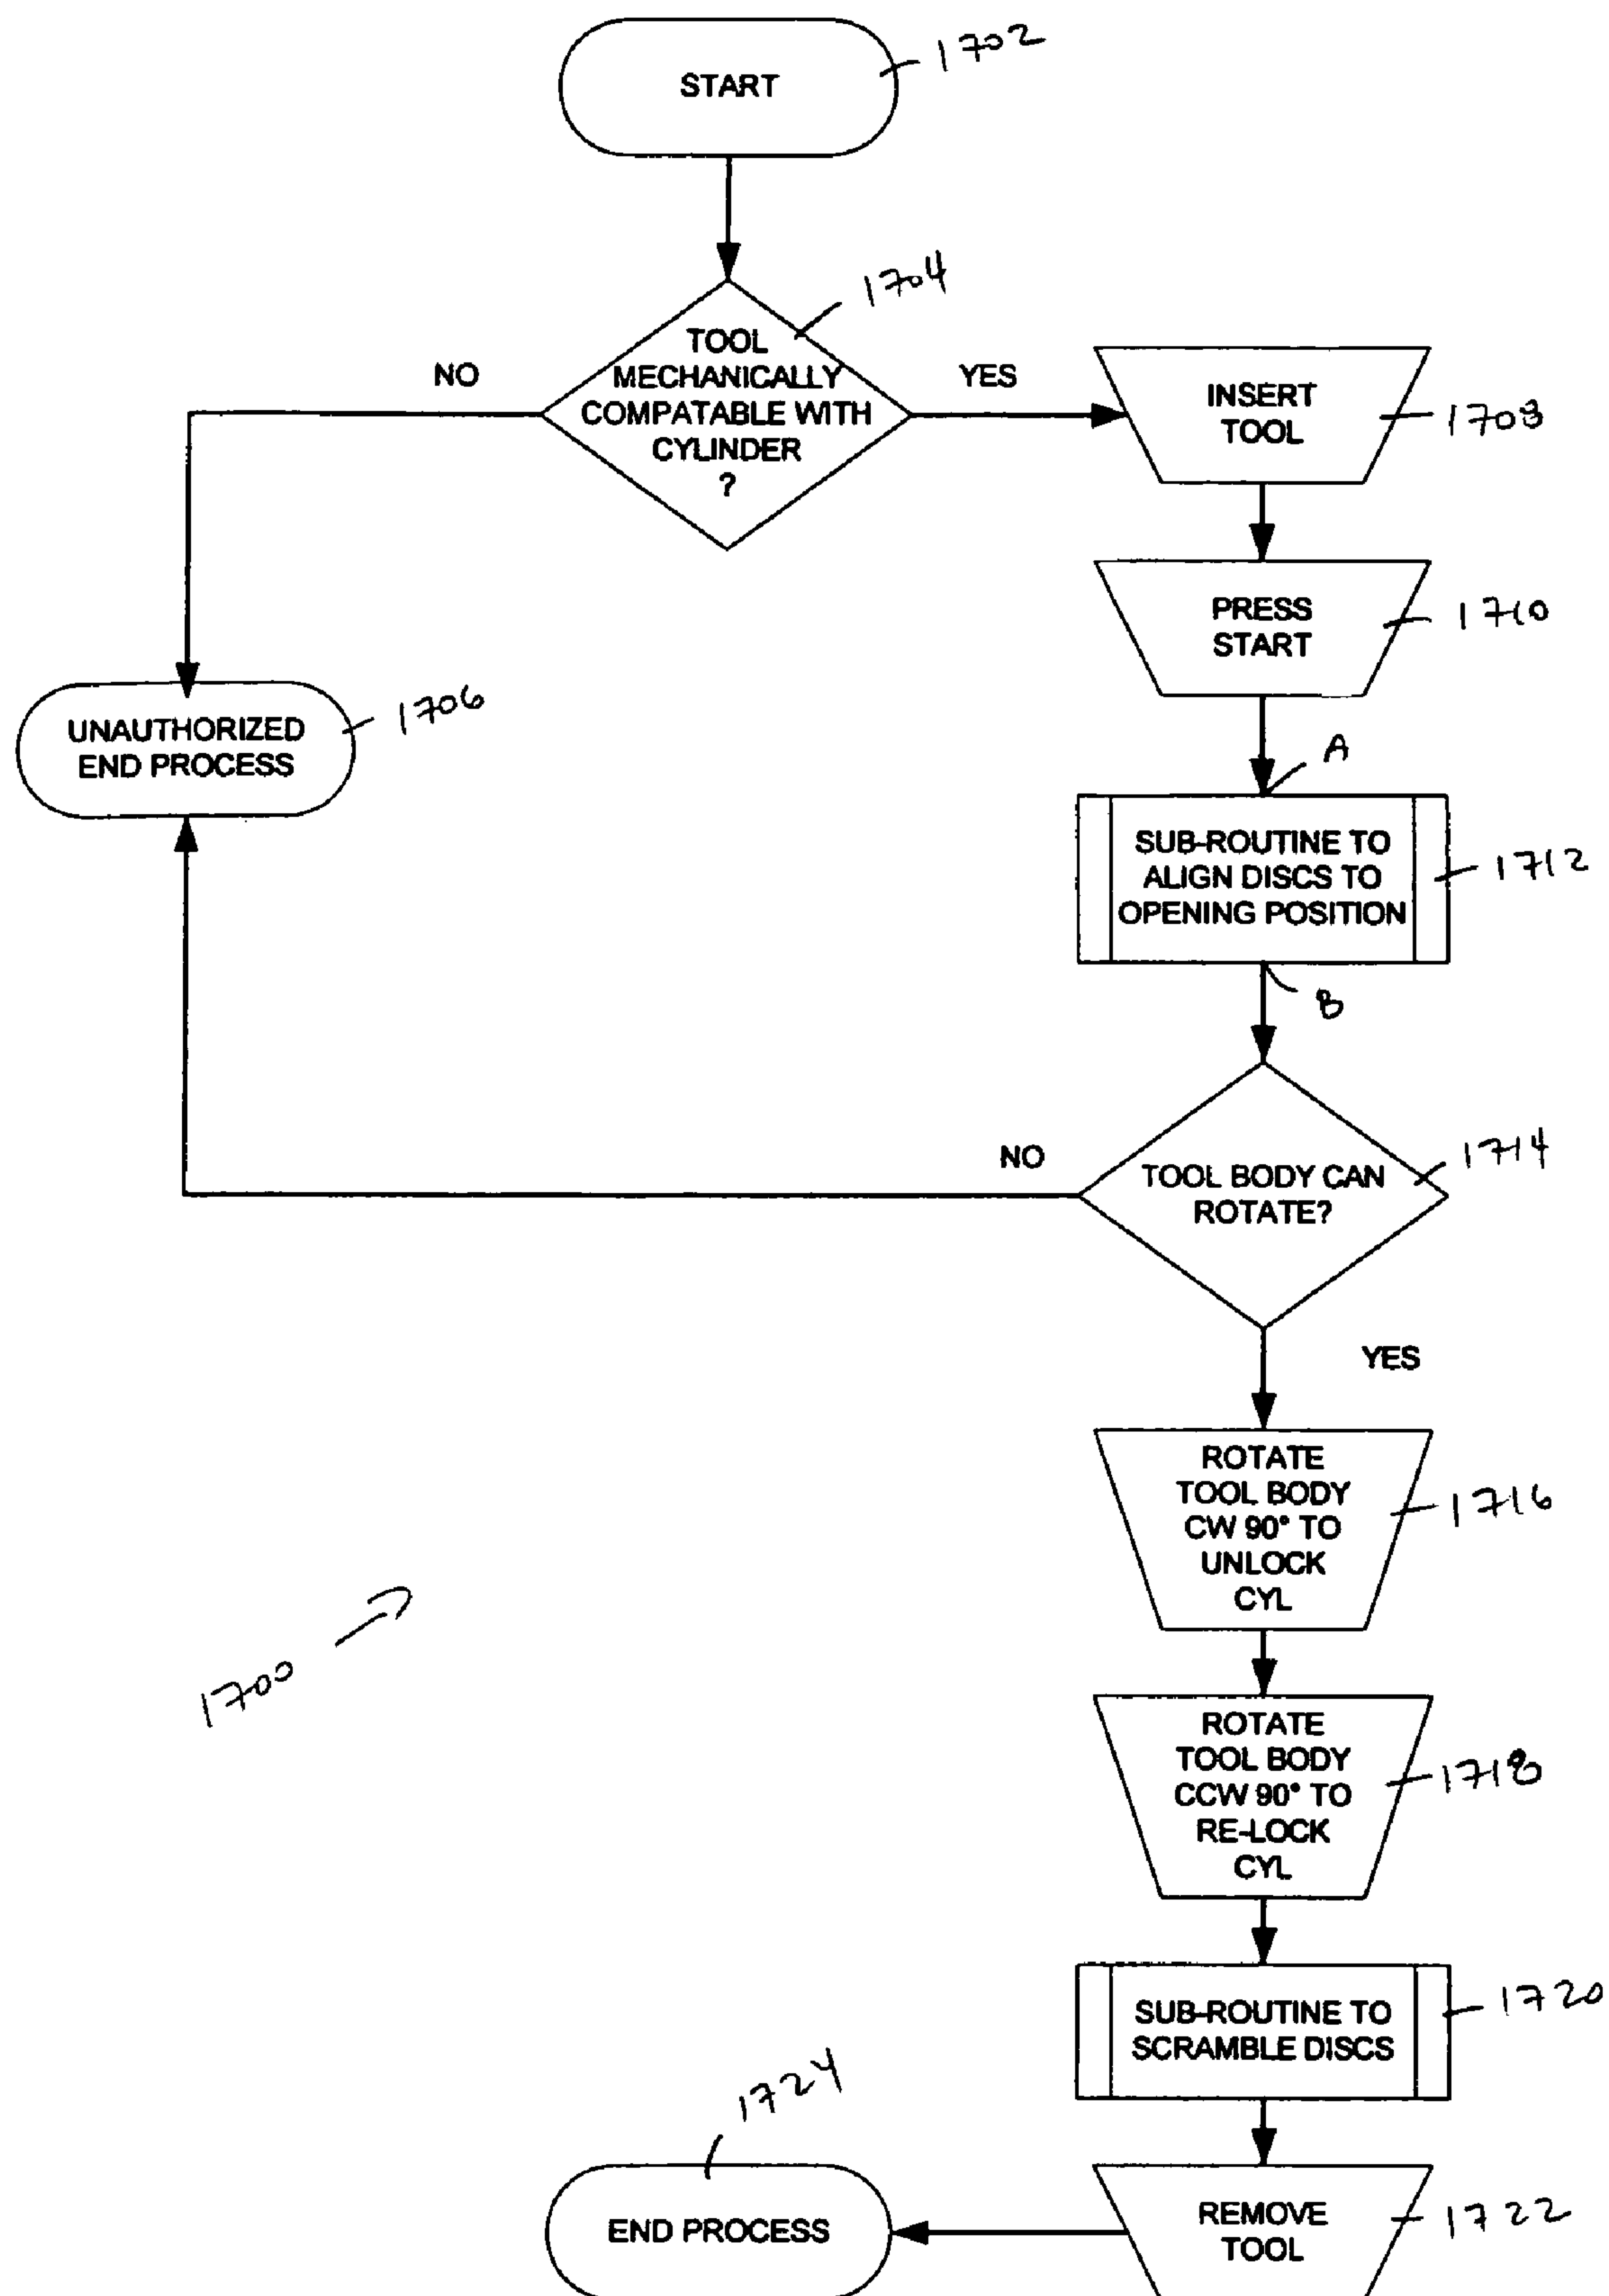 START
1702
1704
TOOL
MECHANICALLY
COMPATABLE WITH
CYLINDER
?
NO
YES
INSERT
TOOL
1708
PRESS
START
1710
UNAUTHORIZED
END PROCESS
1706
A
SUB-ROUTINE TO
ALIGN DISCS TO
OPENING POSITION
1712
B
NO
TOOL BODY CAN
ROTATE?
1714
YES
ROTATE
TOOL BODY
CW 90° TO
UNLOCK
CYL
1716
1700
ROTATE
TOOL BODY
CCW 90° TO
RE-LOCK
CYL
1718
SUB-ROUTINE TO
SCRAMBLE DISCS
1720
1724
END PROCESS
REMOVE
TOOL
1722